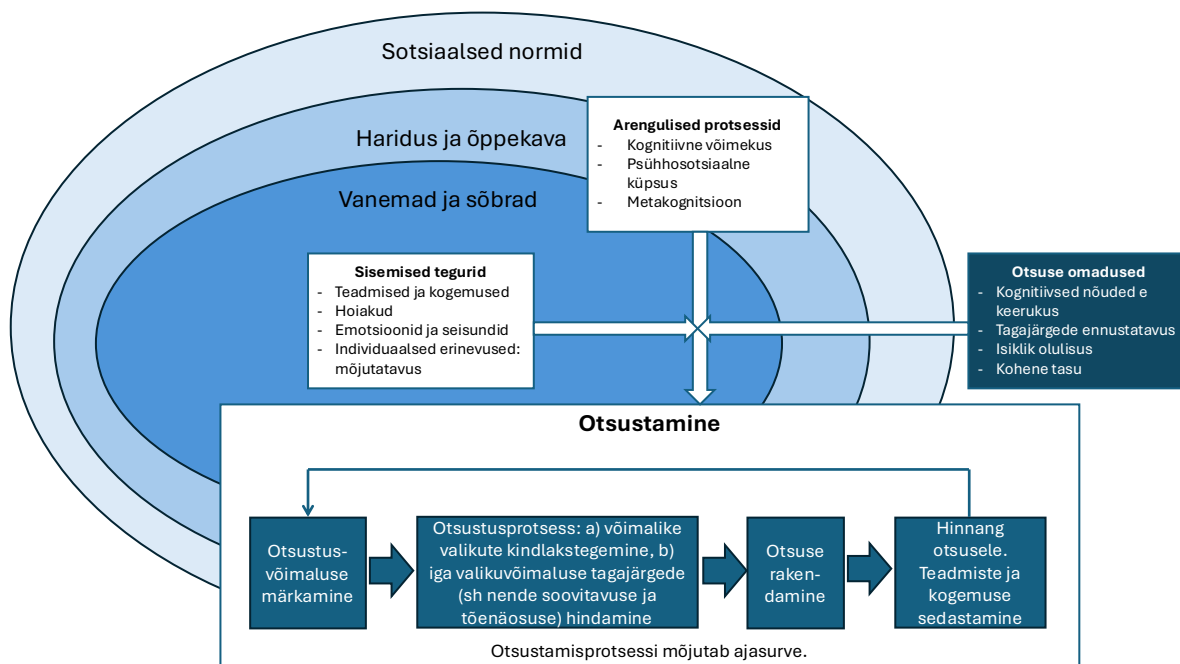 Sotsiaalsed normid
Haridus ja õppekava
Vanemad ja sõbrad
Arengulised protsessid
- Kognitiivne võimekus
- Psühhosotsiaalne
küpsus
- Metakognitsioon
Sisemised tegurid
- Teadmised ja kogemused
- Hoiakud
- Emotsioonid ja seisundid
- Individuaalsed erinevused:
mõjutatavus
Otsuse omadused
- Kognitiivsed nõuded e
keerukus
- Tagajärgede ennustatavus
- Isiklik olulisus
- Kohene tasu
Otsustamine
Otsustus-
võimaluse
märkamine
Otsustusprotsess: a) võimalike
valikute kindlakstegemine, b)
iga valikuvõimaluse tagajärgede
(sh nende soovitavuse ja
tõenäosuse) hindamine
Otsuse
raken-
damine
Hinnang
otsusele.
Teadmiste ja
kogemuse
sedastamine
Otsustamisprotsessi mõjutab ajasurve.